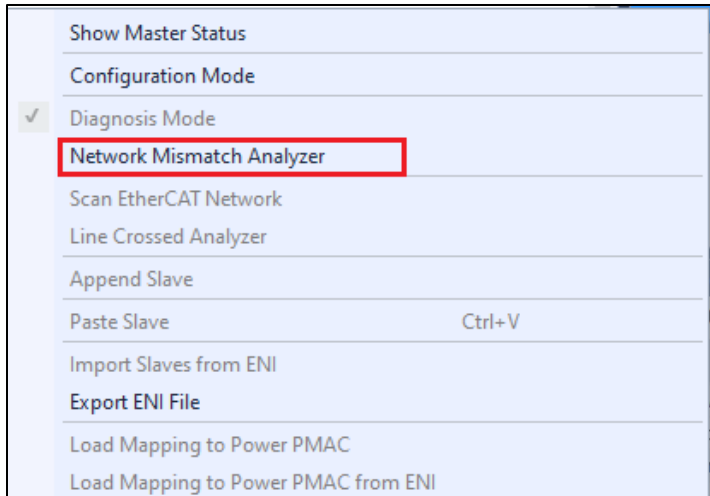 Show Master Status
Configuration Mode
Diagnosis Mode
Network Mismatch Analyzer
Scan EtherCAT Network
Line Crossed Analyzer
Append Slave
Paste Slave Ctrl+V
Import Slaves from ENI
Export ENI File
Load Mapping to Power PMAC
Load Mapping to Power PMAC from ENI